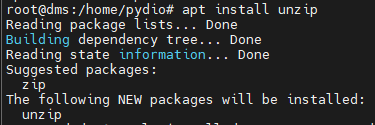 root@dms:/home/pydio# apt install unzip
Reading package lists... Done
Building dependency tree... Done
Reading state information... Done
Suggested packages:
  zip
The following NEW packages will be installed:
  unzip